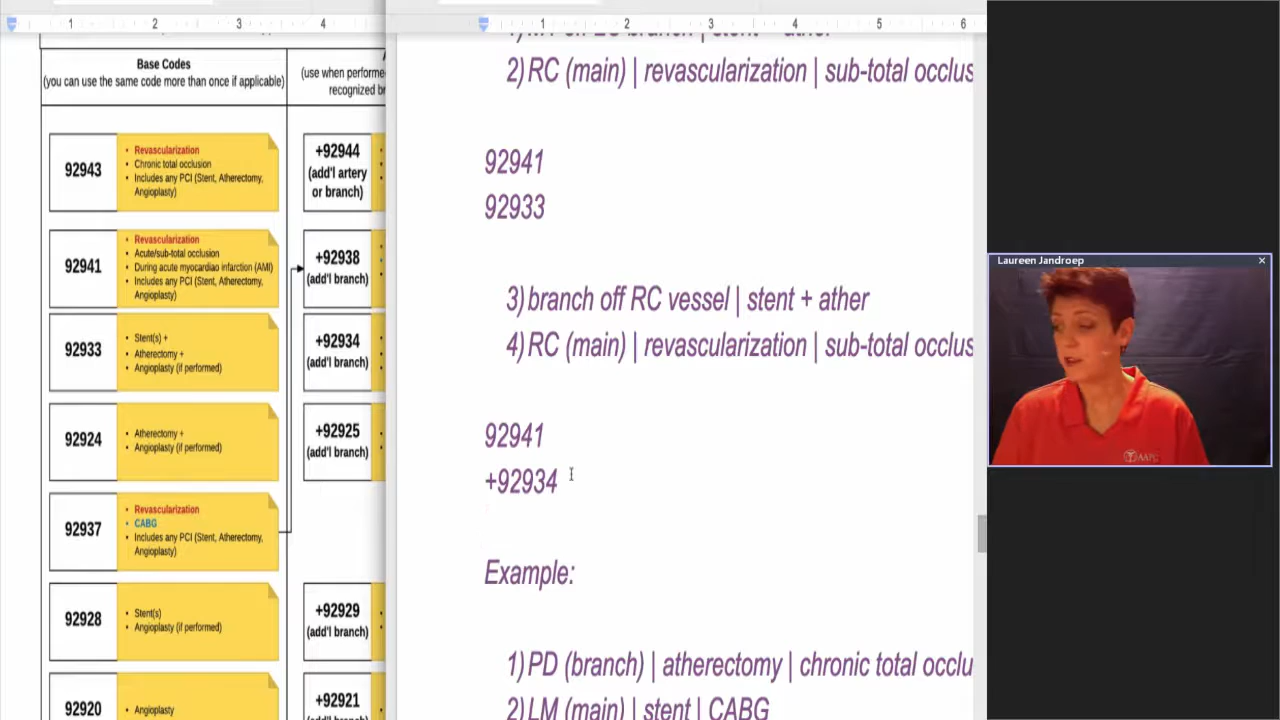 1 2 3 4
Base Codes
(you can use the same code more than once if applicable)
(use when performe
recognized br
92943
Revascularization
Chronic total occlusion
Includes any PCI (Stent, Atherectomy,
Angioplasty)
+92944
(add'l artery
or branch)
92941
Revascularization
Acute/sub-total occlusion
During acute myocardiao infarction (AMI)
Includes any PCI (Stent, Atherectomy,
Angioplasty)
+92938
(add'l branch)
92933
Stent(s) +
Atherectomy +
Angioplasty (if performed)
+92934
(add'l branch)
92924
Atherectomy +
Angioplasty (if performed)
+92925
(add'l branch)
92937
Revascularization
CABG
Includes any PCI (Stent, Atherectomy,
Angioplasty)
92928
Stent(s)
Angioplasty (if performed)
+92929
(add'l branch)
92920
Angioplasty
+92921
(add'l branch)
1 2 3 4 5 6
2) RC (main) | revascularization | sub-total occlus
92941
92933
3) branch off RC vessel | stent + ather
4) RC (main) | revascularization | sub-total occlus
92941
+92934
Example:
1) PD (branch) | atherectomy | chronic total occlu
2) LM (main) | stent | CABG
Laureen Jandroep
AAPC